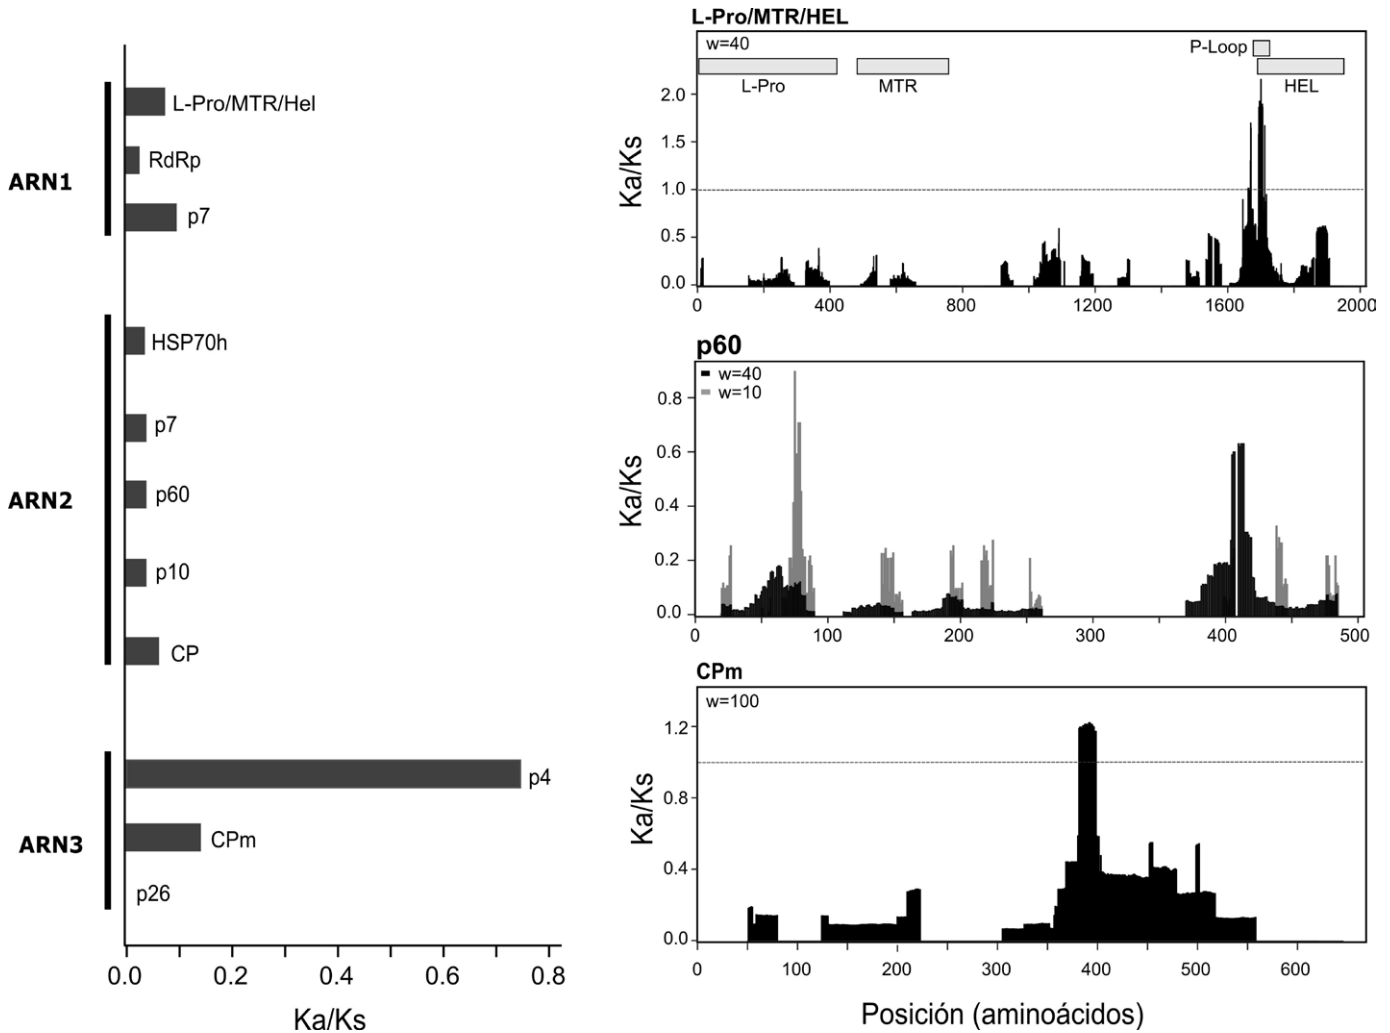 ARN1
L-Pro/MTR/Hel
RdRp
p7
ARN2
HSP70h
p7
p60
p10
CP
ARN3
p4
CPm
p26
0.0 0.2 0.4 0.6 0.8
Ka/Ks
L-Pro/MTR/HEL
w=40
P-Loop
L-Pro MTR HEL
2.0
1.5
1.0
0.5
0.0
Ka/Ks
0 400 800 1200 1600 2000
p60
w=40
w=10
0.8
0.6
0.4
0.2
0.0
Ka/Ks
0 100 200 300 400 500
CPm
w=100
1.2
0.8
0.4
0.0
Ka/Ks
0 100 200 300 400 500 600
Posición (aminoácidos)